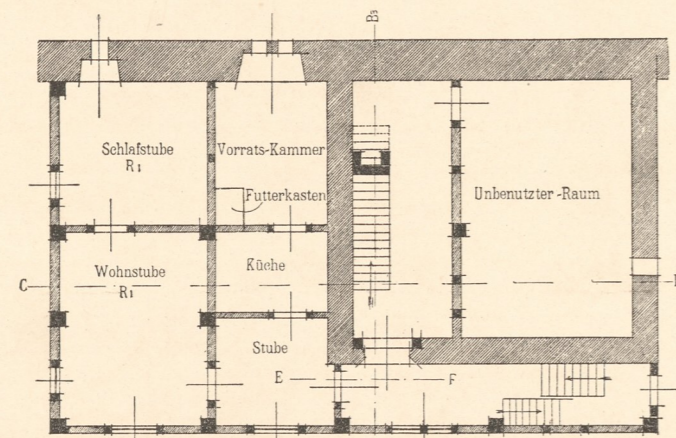 B³
Schlafstube
R₁
Vorrats-Kammer
Futterkasten
Unbenutzter-Raum
Wohnstube
R₁
Küche
C
Stube
E
F